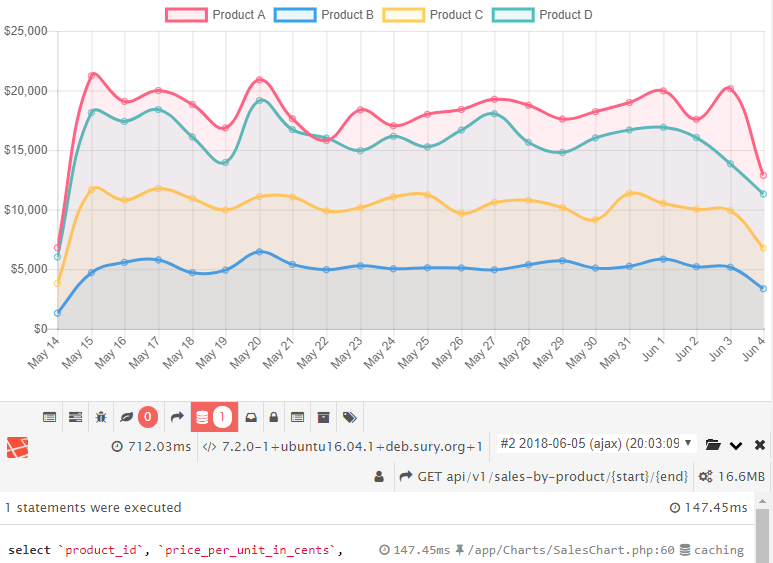 Product A Product B Product C Product D
$25,000
$20,000
$15,000
$10,000
$5,000
$0
May 14 May 15 May 16 May 17 May 18 May 19 May 20 May 21 May 22 May 23 May 24 May 25 May 26 May 27 May 28 May 29 May 30 May 31 Jun 1 Jun 2 Jun 3 Jun 4
0 1
712.03ms </> 7.2.0-1+ubuntu16.04.1+deb.sury.org+1 #2 2018-06-05 (ajax) (20:03:09
GET api/v1/sales-by-product/{start}/{end} 16.6MB
1 statements were executed 147.45ms
select `product_id`, `price_per_unit_in_cents`, 147.45ms /app/Charts/SalesChart.php:60 caching